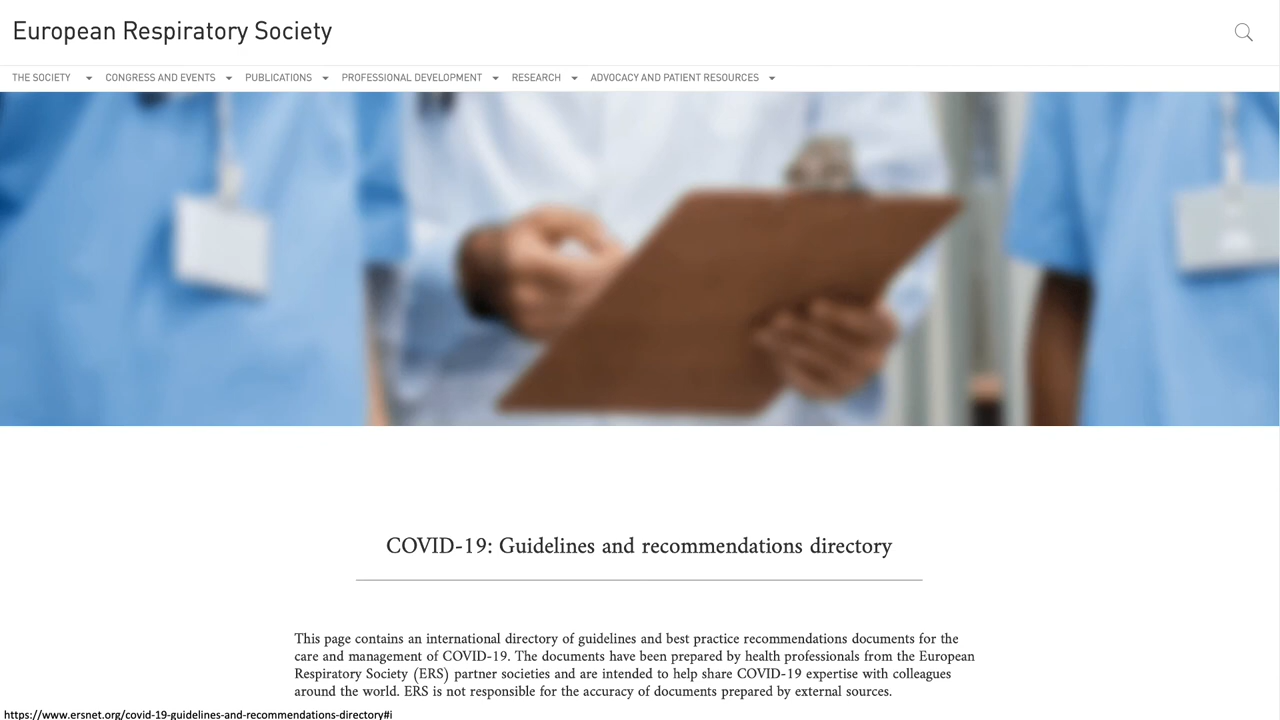 European Respiratory Society
THE SOCIETY CONGRESS AND EVENTS PUBLICATIONS PROFESSIONAL DEVELOPMENT RESEARCH ADVOCACY AND PATIENT RESOURCES
COVID-19: Guidelines and recommendations directory
This page contains an international directory of guidelines and best practice recommendations documents for the
care and management of COVID-19. The documents have been prepared by health professionals from the European
Respiratory Society (ERS) partner societies and are intended to help share COVID-19 expertise with colleagues
around the world. ERS is not responsible for the accuracy of documents prepared by external sources.
https://www.ersnet.org/covid-19-guidelines-and-recommendations-directory#i